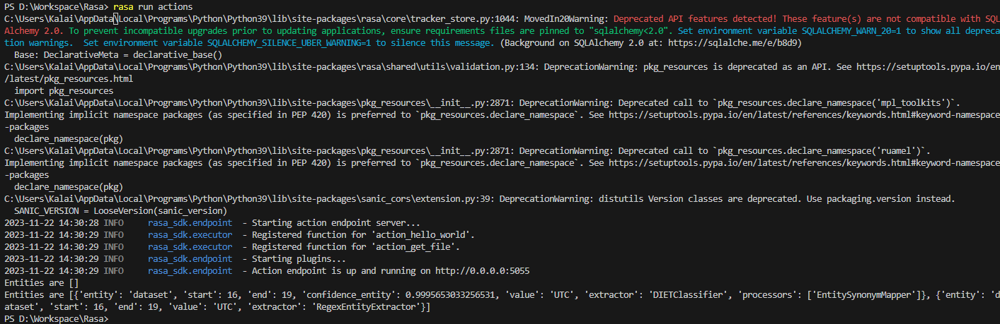 PS D:\Workspace\Rasa> rasa run actions
C:\Users\Kalai\AppData\Local\Programs\Python\Python39\lib\site-packages\rasa\core\tracker_store.py:1044: MovedIn20Warning: Deprecated API features detected! These feature(s) are not compatible with SQL
Alchemy 2.0. To prevent incompatible upgrades prior to updating applications, ensure requirements files are pinned to "sqlalchemy<2.0". Set environment variable SQLALCHEMY_WARN_20=1 to show all depreca
tion warnings.  Set environment variable SQLALCHEMY_SILENCE_UBER_WARNING=1 to silence this message. (Background on SQLAlchemy 2.0 at: https://sqlalche.me/e/b8d9)
  Base: DeclarativeMeta = declarative_base()
C:\Users\Kalai\AppData\Local\Programs\Python\Python39\lib\site-packages\rasa\shared\utils\validation.py:134: DeprecationWarning: pkg_resources is deprecated as an API. See https://setuptools.pypa.io/en
/latest/pkg_resources.html
  import pkg_resources
C:\Users\Kalai\AppData\Local\Programs\Python\Python39\lib\site-packages\pkg_resources\__init__.py:2871: DeprecationWarning: Deprecated call to `pkg_resources.declare_namespace('mpl_toolkits')`.
Implementing implicit namespace packages (as specified in PEP 420) is preferred to `pkg_resources.declare_namespace`. See https://setuptools.pypa.io/en/latest/references/keywords.html#keyword-namespace
-packages
  declare_namespace(pkg)
C:\Users\Kalai\AppData\Local\Programs\Python\Python39\lib\site-packages\pkg_resources\__init__.py:2871: DeprecationWarning: Deprecated call to `pkg_resources.declare_namespace('ruamel')`.
Implementing implicit namespace packages (as specified in PEP 420) is preferred to `pkg_resources.declare_namespace`. See https://setuptools.pypa.io/en/latest/references/keywords.html#keyword-namespace
-packages
  declare_namespace(pkg)
C:\Users\Kalai\AppData\Local\Programs\Python\Python39\lib\site-packages\sanic_cors\extension.py:39: DeprecationWarning: distutils Version classes are deprecated. Use packaging.version instead.
  SANIC_VERSION = LooseVersion(sanic_version)
2023-11-22 14:30:28 INFO     rasa_sdk.endpoint  - Starting action endpoint server...
2023-11-22 14:30:29 INFO     rasa_sdk.executor  - Registered function for 'action_hello_world'.
2023-11-22 14:30:29 INFO     rasa_sdk.executor  - Registered function for 'action_get_file'.
2023-11-22 14:30:29 INFO     rasa_sdk.endpoint  - Starting plugins...
2023-11-22 14:30:29 INFO     rasa_sdk.endpoint  - Action endpoint is up and running on http://0.0.0.0:5055
Entities are []
Entities are [{'entity': 'dataset', 'start': 16, 'end': 19, 'confidence_entity': 0.9995653033256531, 'value': 'UTC', 'extractor': 'DIETClassifier', 'processors': ['EntitySynonymMapper']}, {'entity': 'd
ataset', 'start': 16, 'end': 19, 'value': 'UTC', 'extractor': 'RegexEntityExtractor'}]
PS D:\Workspace\Rasa>